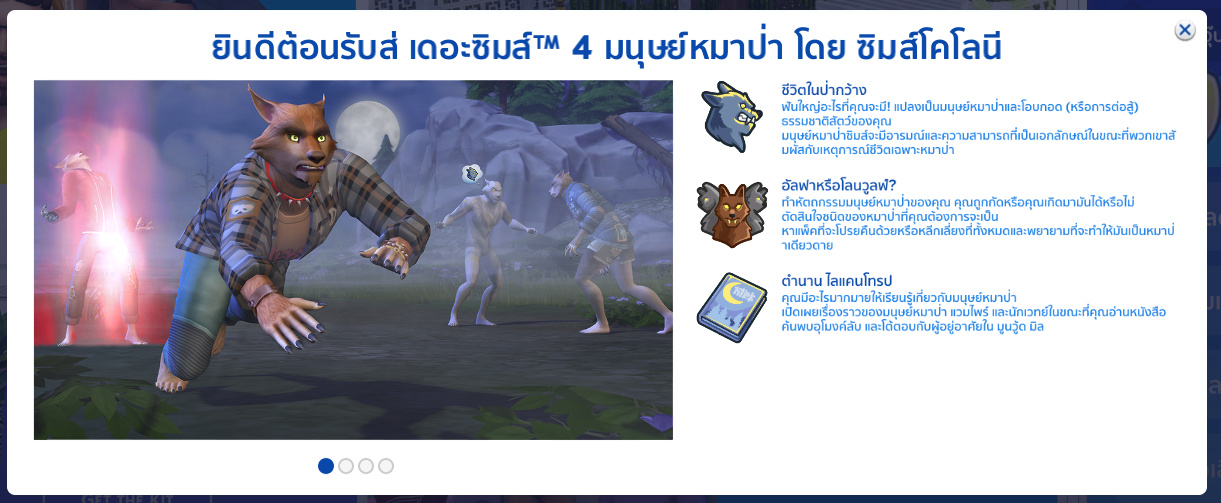 ยินดีต้อนรับสู่ เดอะซิมส์™ 4 มนุษย์หมาป่า โดย ซิมส์โคโลนี
ชีวิตในป่ากว้าง
ฟันใหญ่อะไรที่คุณจะมี! แปลงเป็นมนุษย์หมาป่าและโอบกอด (หรือการต่อสู้)
ธรรมชาติสัตว์ของคุณ
มนุษย์หมาป่าซิมส์จะมีอารมณ์และความสามารถที่เป็นเอกลักษณ์ในขณะที่พวกเขาสั
มผัสกับเหตุการณ์ชีวิตเฉพาะหมาป่า
อัลฟาหรือโลนวูลฟ์?
ทำหัตถกรรมมนุษย์หมาป่าของคุณ คุณถูกกัดหรือคุณเกิดมามันได้หรือไม่
ตัดสินใจชนิดของหมาป่าที่คุณต้องการจะเป็น
หาแพ็คที่จะโปรยคืนด้วยหรือหลีกเลี่ยงที่ทั้งหมดและพยายามที่จะทำให้มันเป็นหมาป่
าเดียวดาย
ตำนาน ไลแคนโทรป
คุณมีอะไรมากมายให้เรียนรู้เกี่ยวกับมนุษย์หมาป่า
เปิดเผยเรื่องราวของมนุษย์หมาป่า แวมไพร์ และนักเวทย์ในขณะที่คุณอ่านหนังสือ
ค้นพบอุโมงค์ลับ และโต้ตอบกับผู้อยู่อาศัยใน มูนวู้ด มิล
GET THE KIT